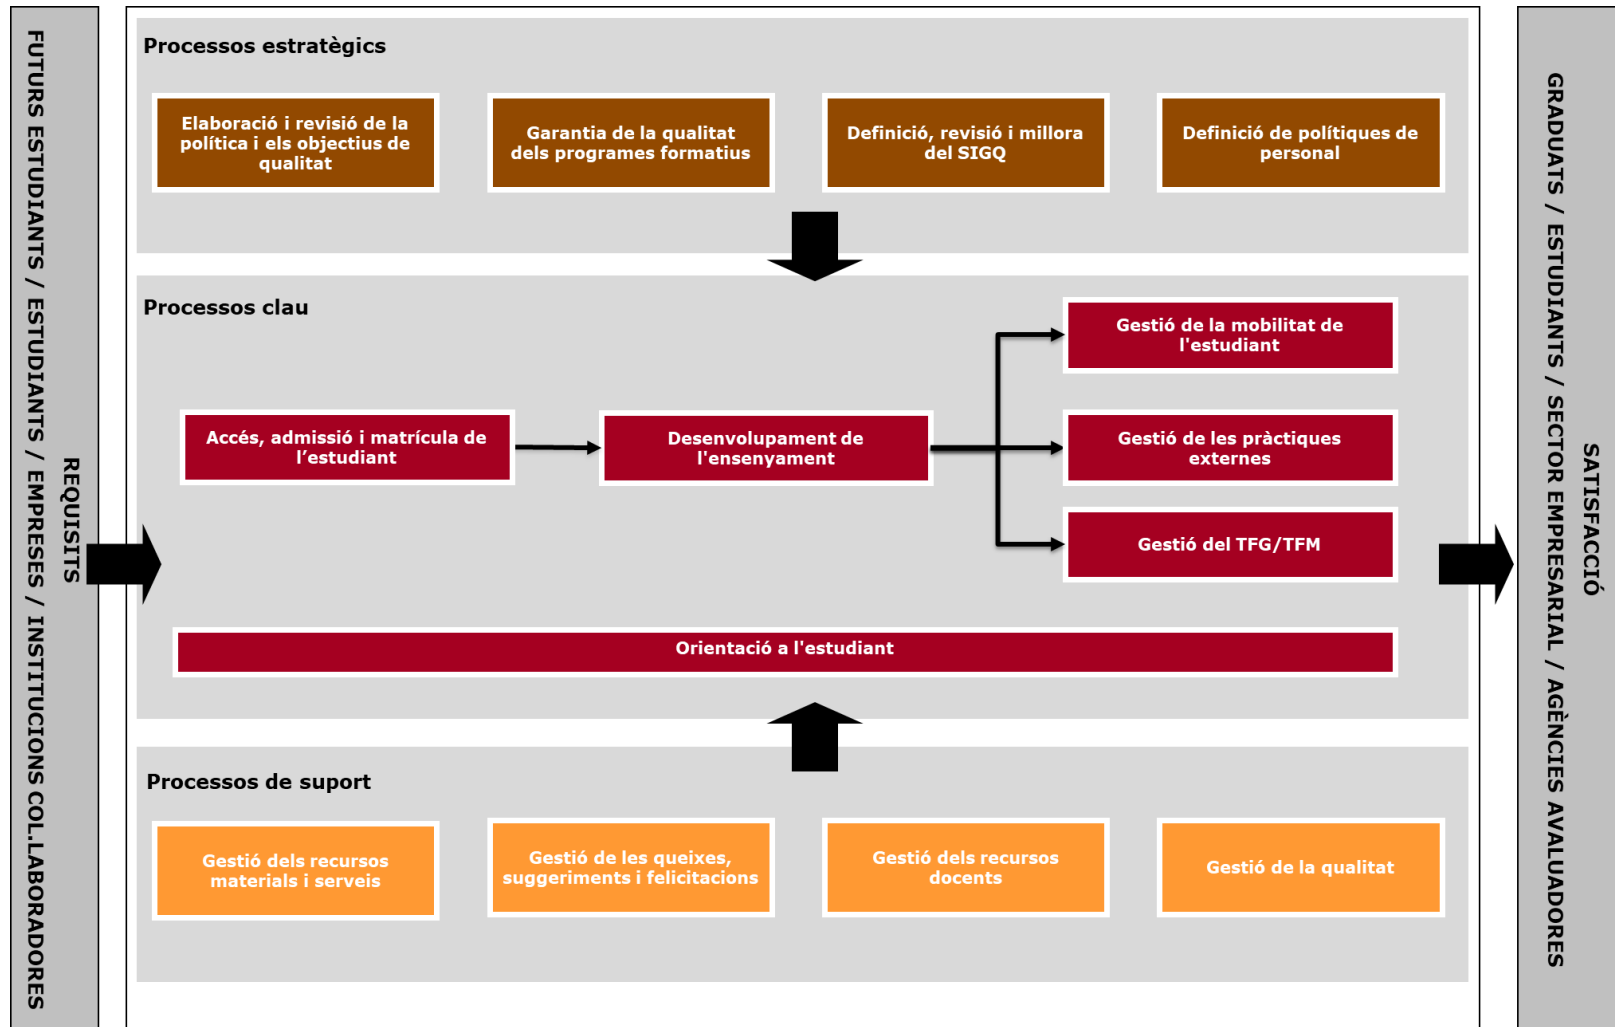 FUTURS ESTUDIANTS / ESTUDIANTS / EMPRESES / INSTITUCIONS COL.LABORADORES
REQUISITS
Processos estratègics
Elaboració i revisió de la
política i els objectius de
qualitat
Garantia de la qualitat
dels programes formatius
Definició, revisió i millora
del SIGQ
Definició de polítiques de
personal
Processos clau
Accés, admissió i matrícula de
l’estudiant
Desenvolupament de
l'ensenyament
Gestió de la mobilitat de
l'estudiant
Gestió de les pràctiques
externes
Gestió del TFG/TFM
Orientació a l'estudiant
Processos de suport
Gestió dels recursos
materials i serveis
Gestió de les queixes,
suggeriments i felicitacions
Gestió dels recursos
docents
Gestió de la qualitat
GRADUATS / ESTUDIANTS / SECTOR EMPRESARIAL / AGÈNCIES AVALUADORES
SATISFACCIÓ